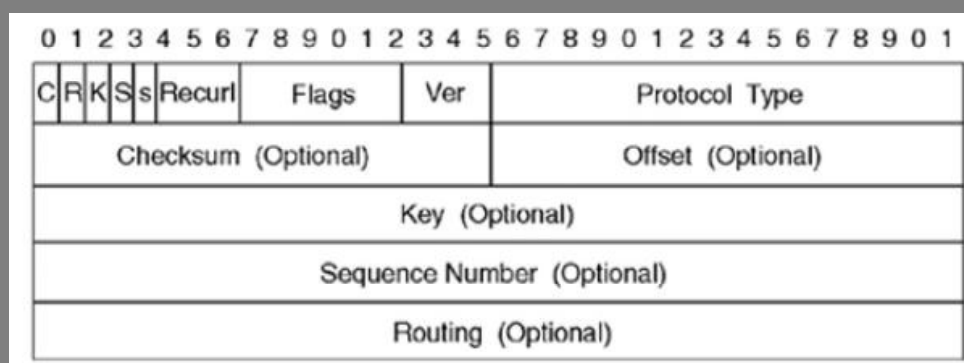 0 1 2 3 4 5 6 7 8 9 0 1 2 3 4 5 6 7 8 9 0 1 2 3 4 5 6 7 8 9 0 1
C R K S s Recurl Flags Ver Protocol Type
Checksum (Optional) Offset (Optional)
Key (Optional)
Sequence Number (Optional)
Routing (Optional)